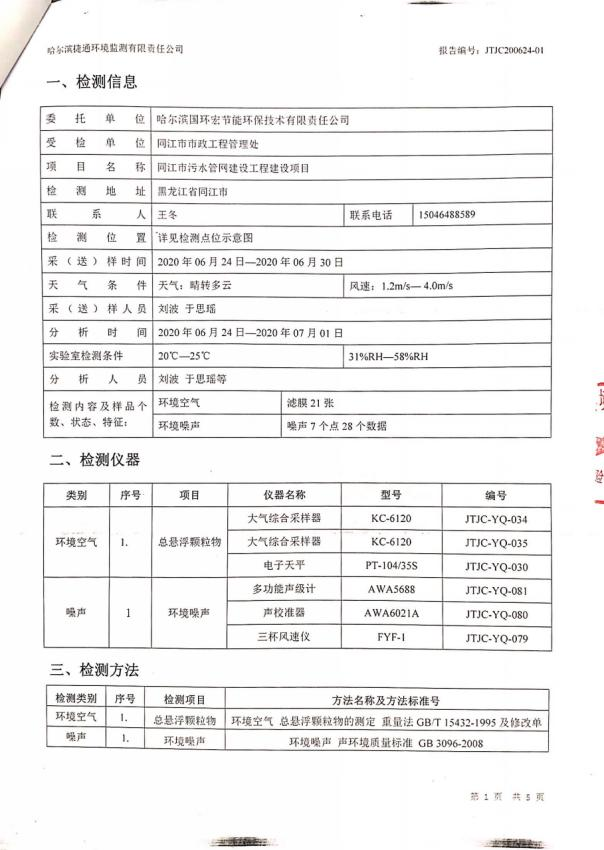 哈尔滨捷通环境监测有限责任公司 报告编号：JTJC200624-01
一、检测信息
委托单位 哈尔滨国环宏节能环保技术有限责任公司
受检单位 同江市市政工程管理处
项目名称 同江市污水管网建设工程建设项目
检测地址 黑龙江省同江市
联系人 王冬 联系电话 15046488589
检测位置 详见检测点位示意图
采（送）样时间 2020年06月24日—2020年06月30日
天气条件 天气：晴转多云 风速：1.2m/s—4.0m/s
采（送）样人员 刘波 于思瑶
分析时间 2020年06月24日—2020年07月01日
实验室检测条件 20℃—25℃ 31%RH—58%RH
分析人员 刘波 于思瑶等
检测内容及样品个 环境空气 滤膜21张
数、状态、特征： 环境噪声 噪声7个点28个数据
二、检测仪器
类别 序号 项目 仪器名称 型号 编号
大气综合采样器 KC-6120 JTJC-YQ-034
环境空气 1. 总悬浮颗粒物 大气综合采样器 KC-6120 JTJC-YQ-035
电子天平 PT-104/35S JTJC-YQ-030
多功能声级计 AWA5688 JTJC-YQ-081
噪声 1 环境噪声 声校准器 AWA6021A JTJC-YQ-080
三杯风速仪 FYF-1 JTJC-YQ-079
三、检测方法
检测类别 序号 检测项目 方法名称及方法标准号
环境空气 1. 总悬浮颗粒物 环境空气 总悬浮颗粒物的测定 重量法 GB/T 15432-1995及修改单
噪声 1. 环境噪声 环境噪声 声环境质量标准 GB 3096-2008
第 1 页 共 5 页